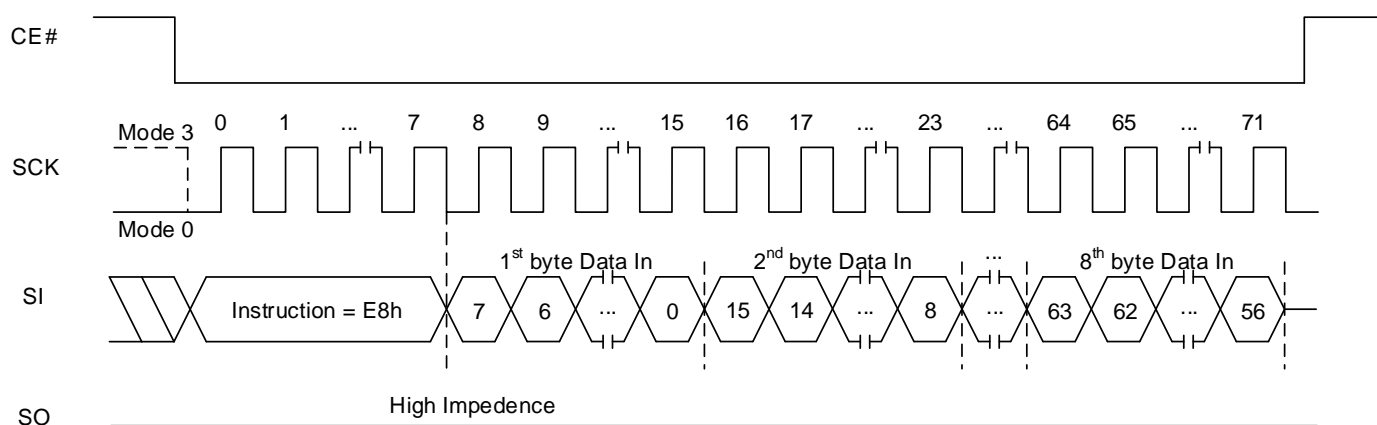 CE#
0 1 ... 7 8 9 ... 15 16 17 ... 23 ... 64 65 ... 71
Mode 3
SCK
Mode 0
1st byte Data In 2nd byte Data In ... 8th byte Data In
SI Instruction = E8h 7 6 ... 0 15 14 ... 8 ... 63 62 ... 56
High Impedence
SO